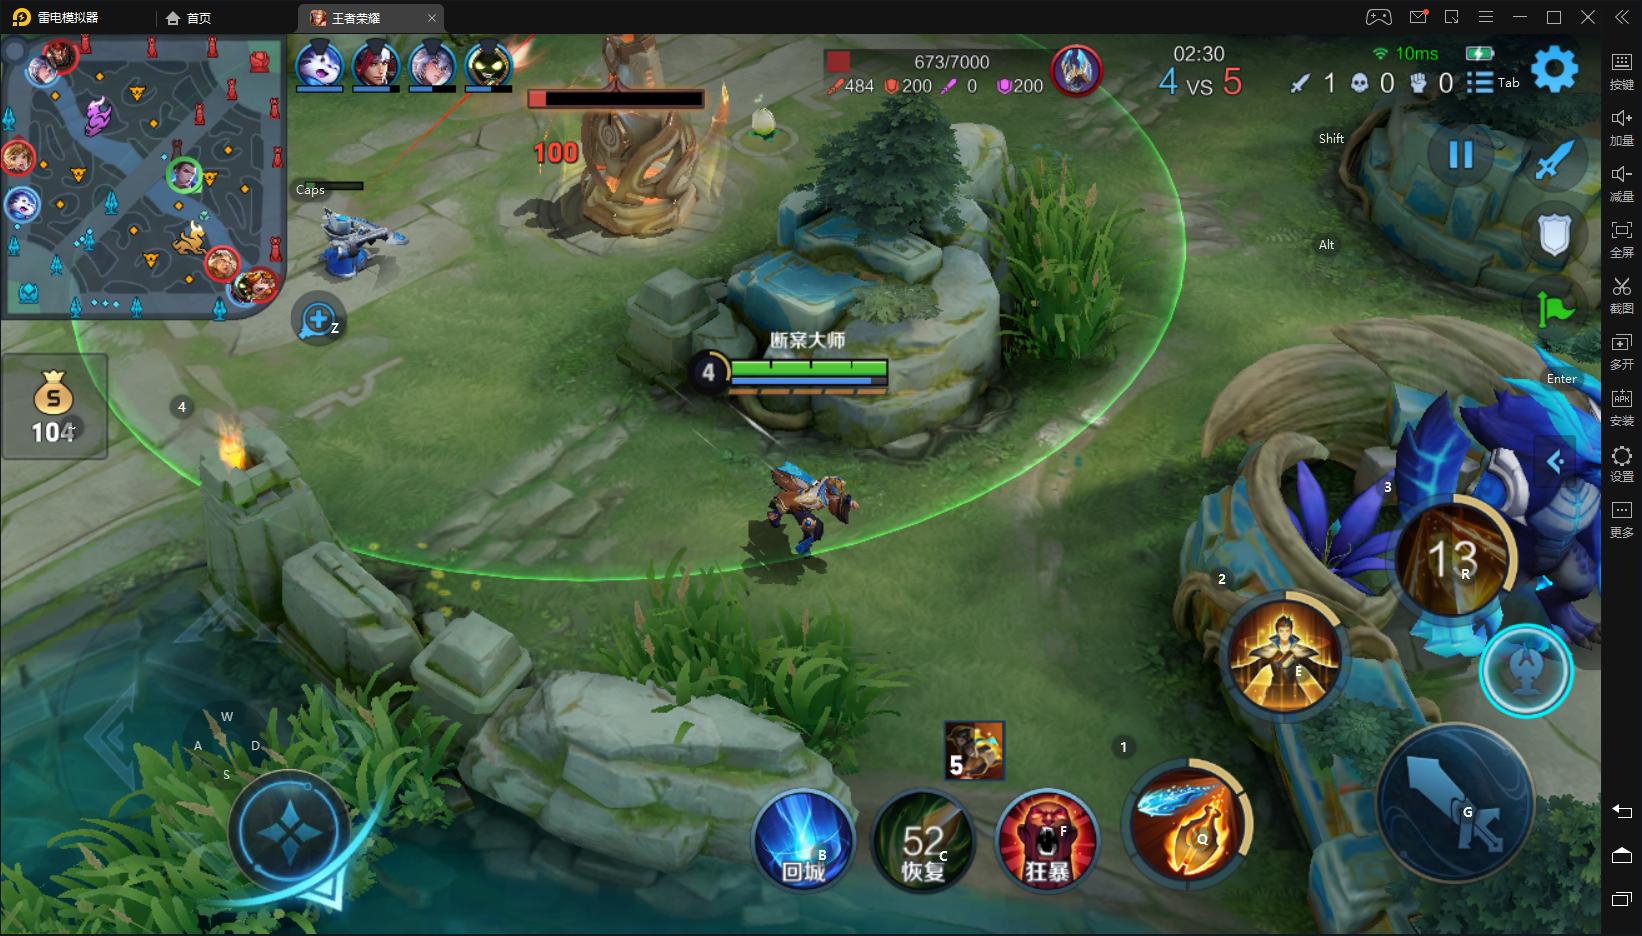 雷电模拟器
首页
王者荣耀
673/7000
484 200 0 200
02:30
4 vs 5
10ms
1 0 0
Tab
按键
加量
减量
全屏
截图
多开
安装
设置
更多
Shift
Alt
Enter
Caps
100
Z
断案大师
4
S
104
4
3
13
R
2
E
W
A D
S
5
1
回城
B
52
恢复
C
狂暴
F
Q
G
APK